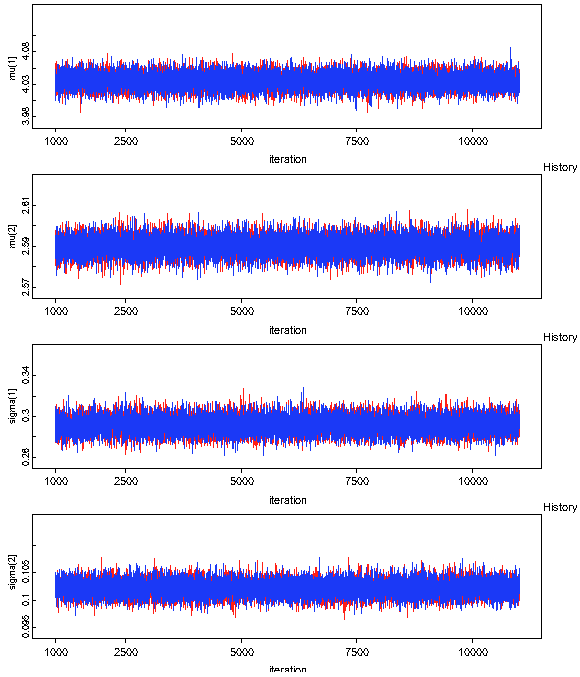 mu[1]
4.08
4.03
3.98
1000 2500 5000 7500 10000
iteration
History
mu[2]
2.61
2.59
2.57
1000 2500 5000 7500 10000
iteration
History
sigma[1]
0.34
0.3
0.26
1000 2500 5000 7500 10000
iteration
History
sigma[2]
0.105
0.1
0.095
1000 2500 5000 7500 10000
iteration